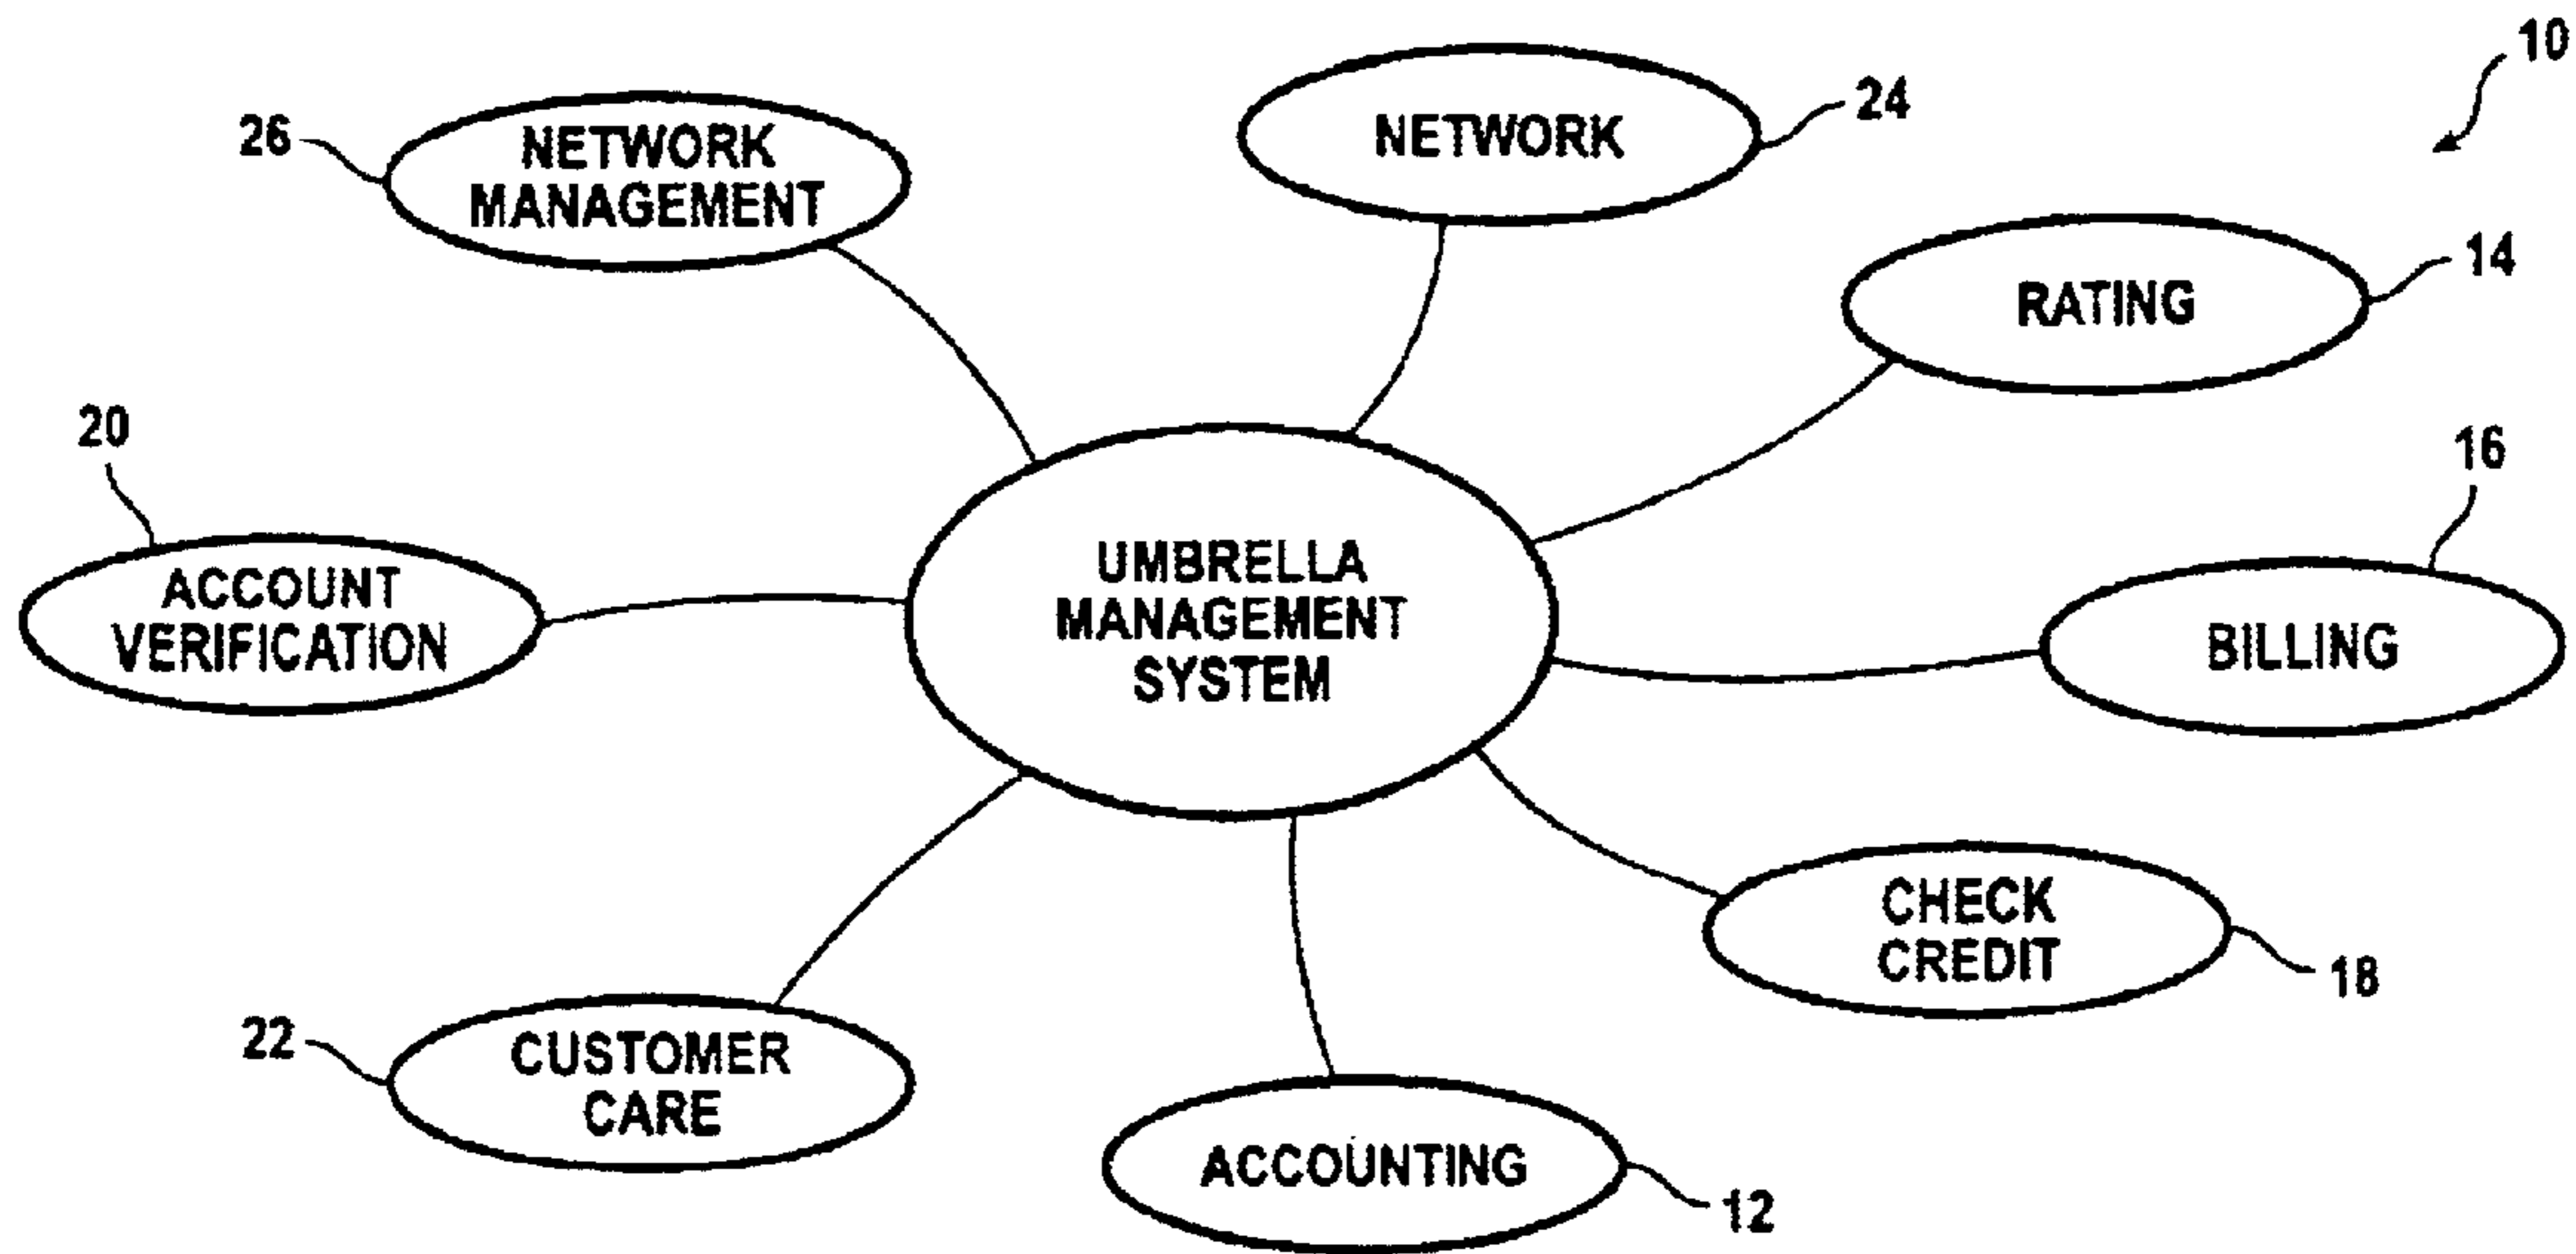 10
26
NETWORK
MANAGEMENT
NETWORK
24
RATING
14
20
ACCOUNT
VERIFICATION
UMBRELLA
MANAGEMENT
SYSTEM
16
BILLING
CHECK
CREDIT
18
22
CUSTOMER
CARE
ACCOUNTING
12